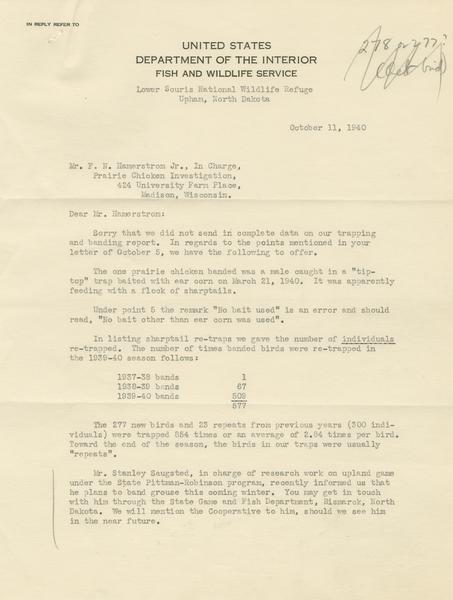 IN REPLY REFER TO
278 or 277?
UNITED STATES
DEPARTMENT OF THE INTERIOR
FISH AND WILDLIFE SERVICE
Lower Souris National Wildlife Refuge
Upham, North Dakota
October 11, 1940
Mr. F. N. Hamerstrom Jr., In Charge,
Prairie Chicken Investigation,
424 University Farm Place,
Madison, Wisconsin.
Dear Mr. Hamerstrom:
Sorry that we did not send in complete data on our trapping
and banding report. In regards to the points mentioned in your
letter of October 5, we have the following to offer.
The one prairie chicken banded was a male caught in a "tip-
top" trap baited with ear corn on March 21, 1940. It was apparently
feeding with a flock of sharptails.
Under point 5 the remark "No bait used" is an error and should
read, "No bait other than ear corn was used".
In listing sharptail re-traps we gave the number of individuals
re-trapped. The number of times banded birds were re-trapped in
the 1939-40 season follows:
1937-38 bands 1
1938-39 bands 67
1939-40 bands 509
577
The 277 new birds and 23 repeats from previous years (300 indi-
viduals) were trapped 854 times or an average of 2.84 times per bird.
Toward the end of the season, the birds in our traps were usually
"repeats".
Mr. Stanley Saugsted, in charge of research work on upland game
under the State Pittman-Robinson program, recently informed us that
he plans to band grouse this coming winter. You may get in touch
with him through the State Game and Fish Department, Bismark, North
Dakota. We will mention the Cooperative to him, should we see him
in the near future.